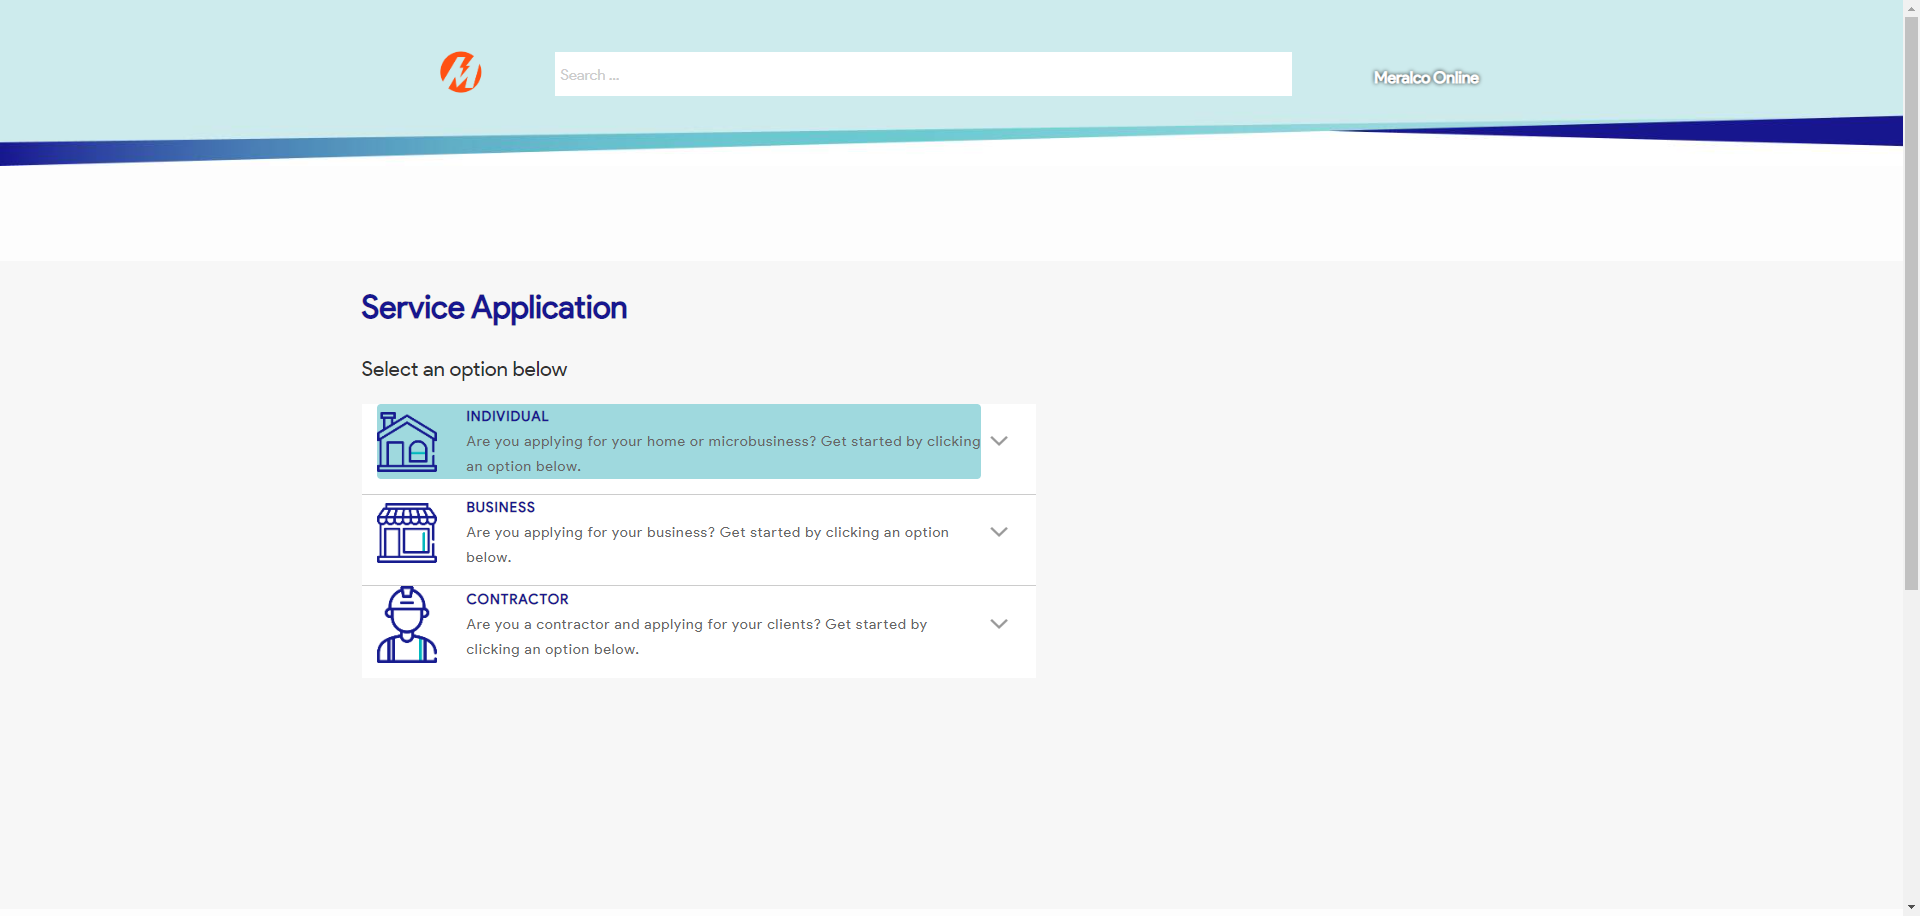 Search ...
Meralco Online
Service Application
Select an option below
INDIVIDUAL
Are you applying for your home or microbusiness? Get started by clicking
an option below.
BUSINESS
Are you applying for your business? Get started by clicking an option
below.
CONTRACTOR
Are you a contractor and applying for your clients? Get started by
clicking an option below.